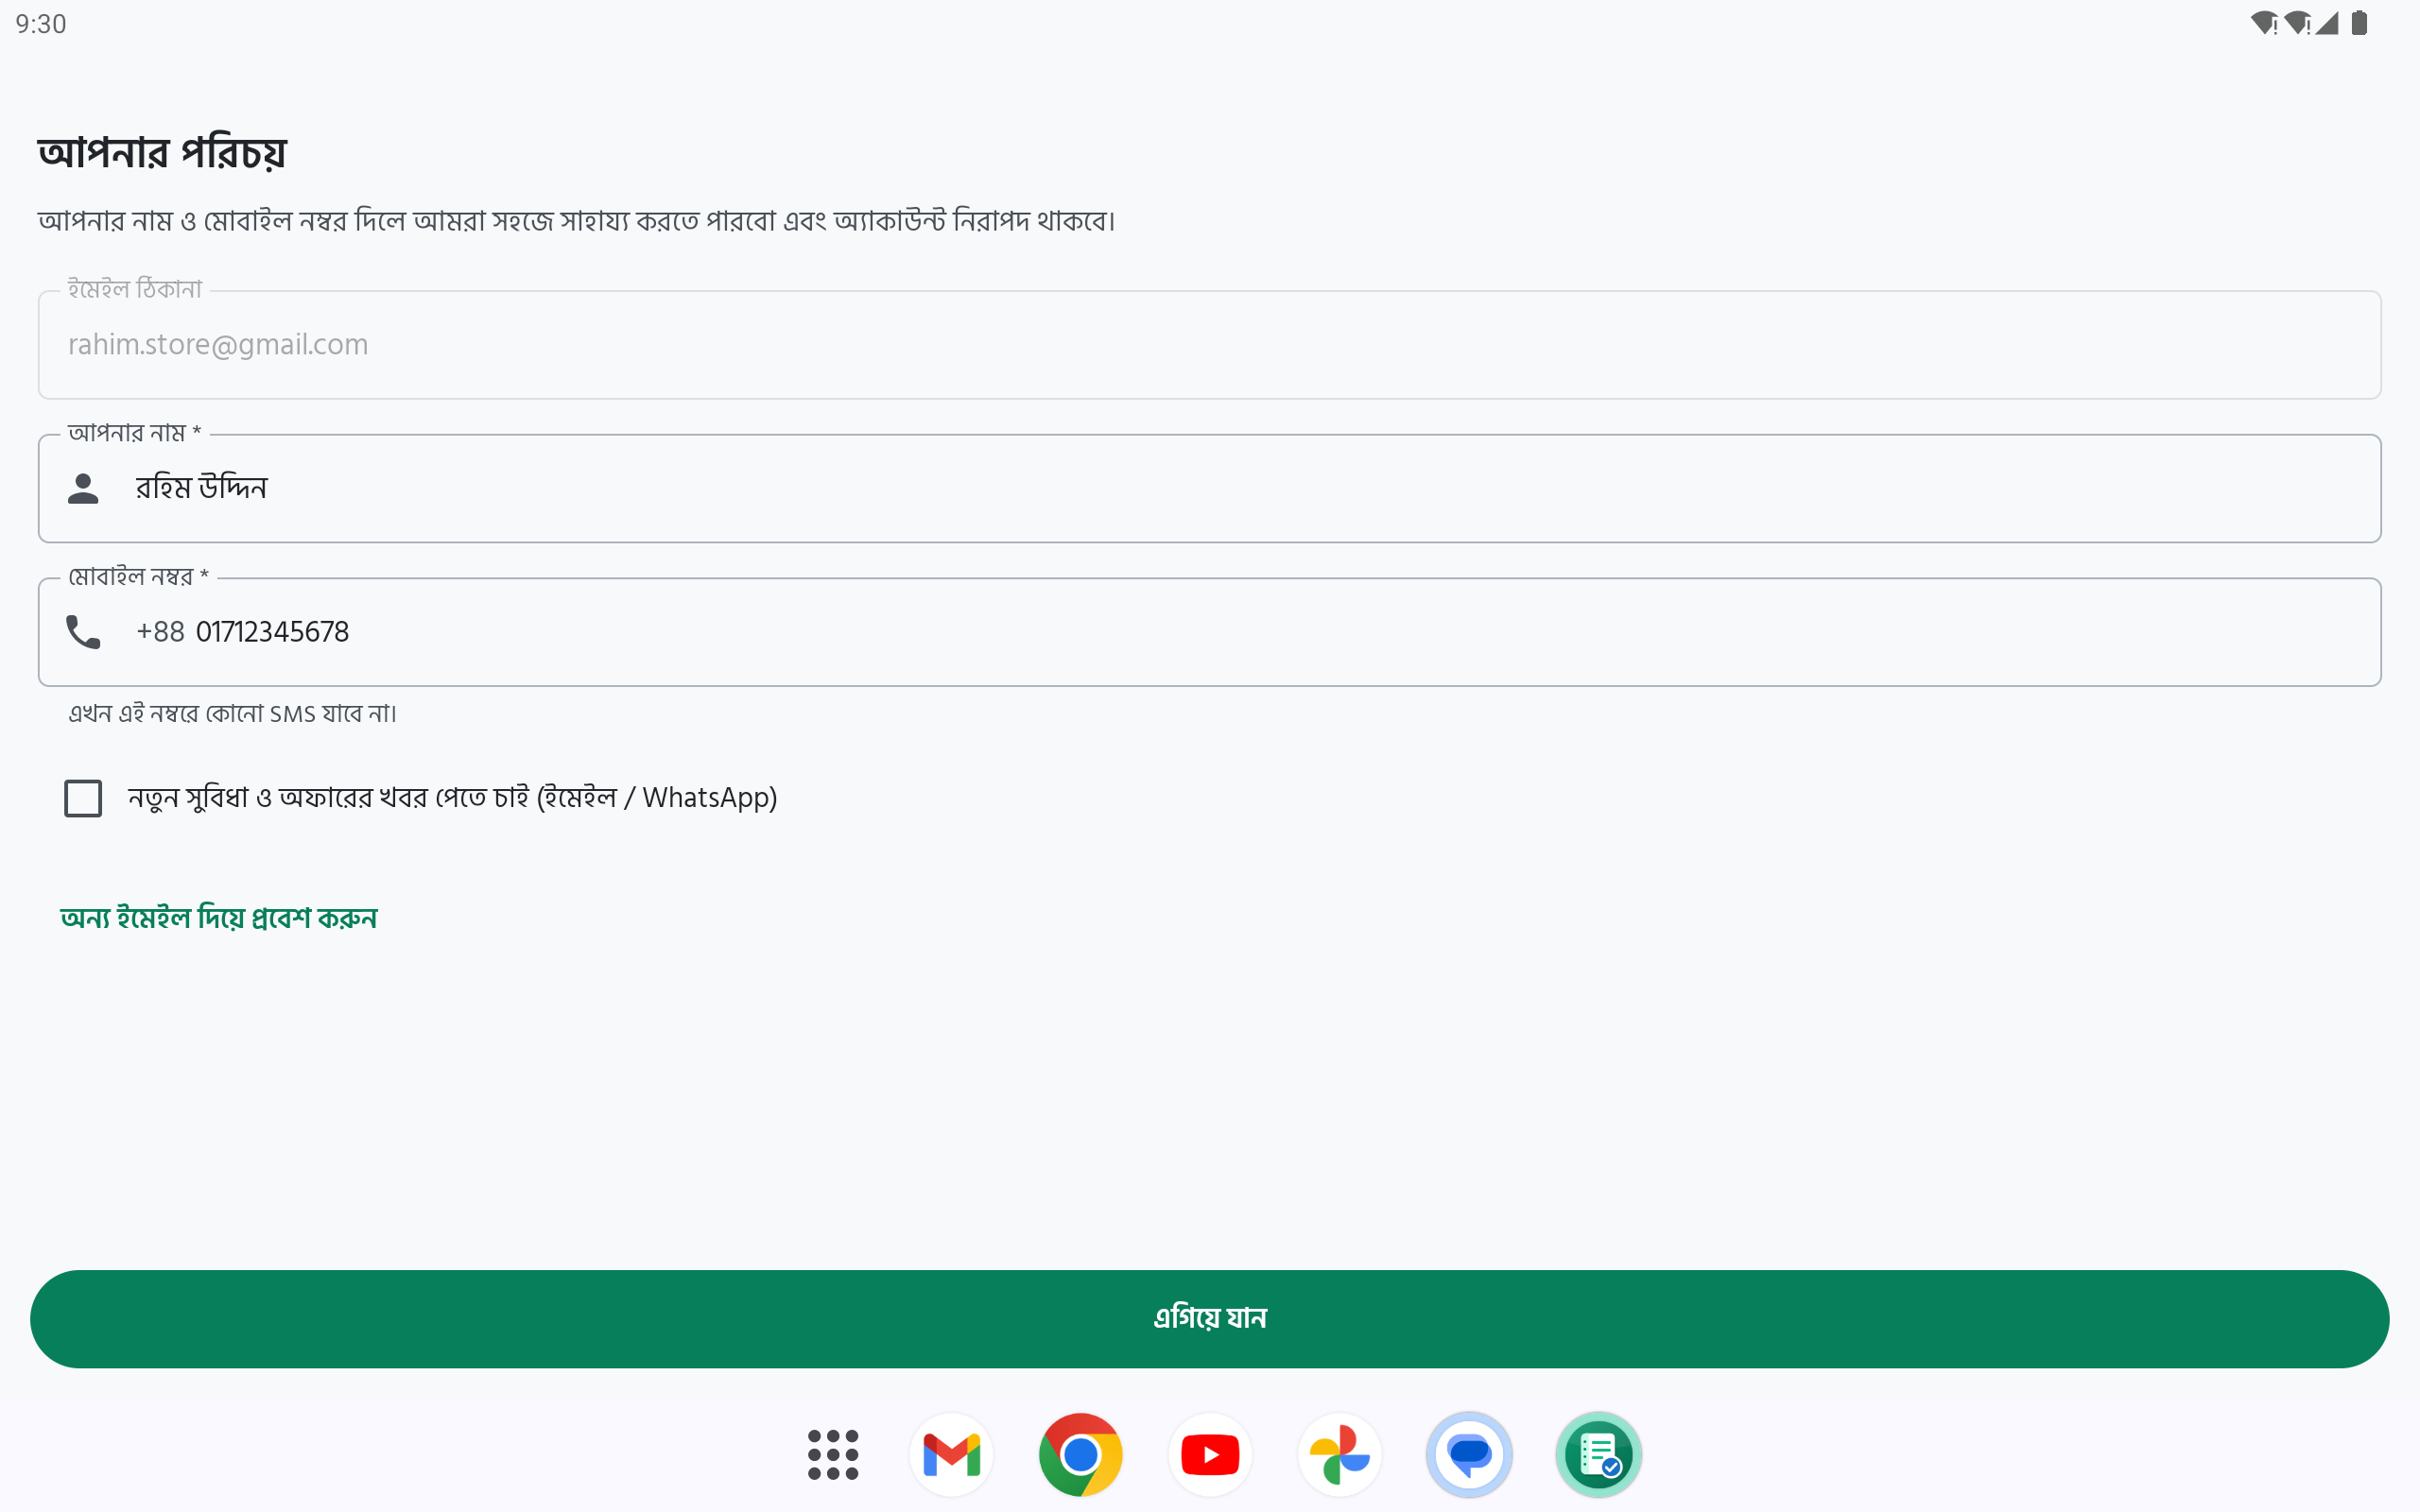 9:30
আপনার পরিচয়
আপনার নাম ও মোবাইল নম্বর দিলে আমরা সহজে সাহায্য করতে পারবো এবং অ্যাকাউন্ট নিরাপদ থাকবে।
ইমেইল ঠিকানা
rahim.store@gmail.com
আপনার নাম *
রহিম উদ্দিন
মোবাইল নম্বর *
+88 01712345678
এখন এই নম্বরে কোনো SMS যাবে না।
নতুন সুবিধা ও অফারের খবর পেতে চাই (ইমেইল / WhatsApp)
অন্য ইমেইল দিয়ে প্রবেশ করুন
এগিয়ে যান